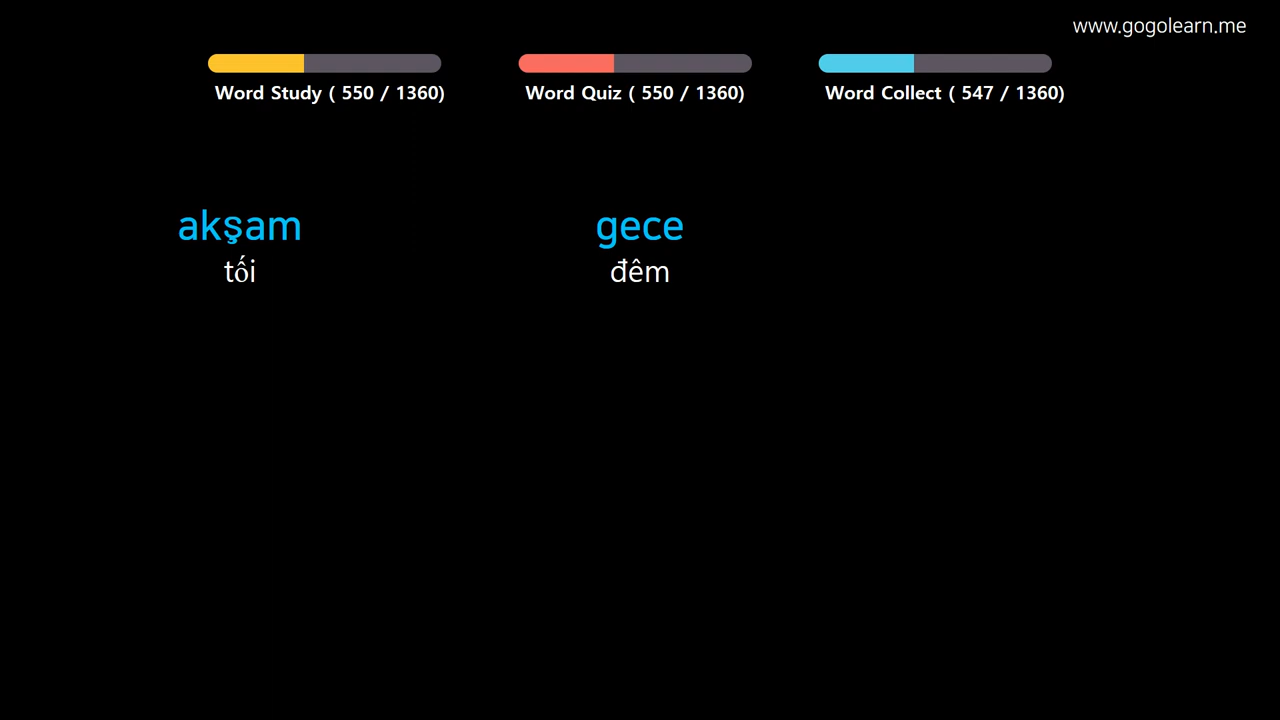 www.gogolearn.me
Word Study ( 550 / 1360)
Word Quiz ( 550 / 1360)
Word Collect ( 547 / 1360)
akşam
tối
gece
đêm